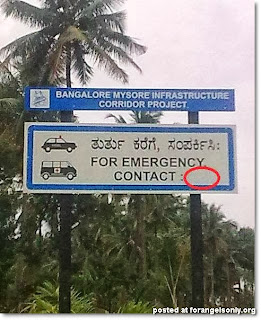 BANGALORE MYSORE INFRASTRUCTURE
CORRIDOR PROJECT
ತುರ್ತು ಕರೆಗೆ, ಸಂಪರ್ಕಿಸಿ:
FOR EMERGENCY
CONTACT :
posted at forangelsonly.org